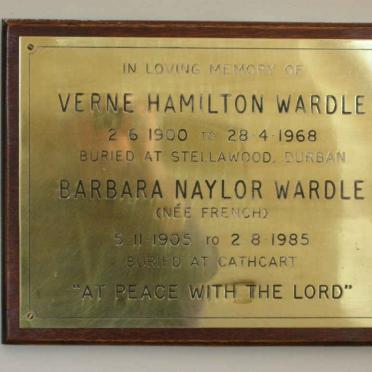 IN LOVING MEMORY OF
VERNE HAMILTON WARDLE
2·6·1900 to 28·4·1968
BURIED AT STELLAWOOD, DURBAN
BARBARA NAYLOR WARDLE
(NÉE FRENCH)
5·11·1905 to 2·8·1985
BURIED AT CATHCART
"AT PEACE WITH THE LORD"